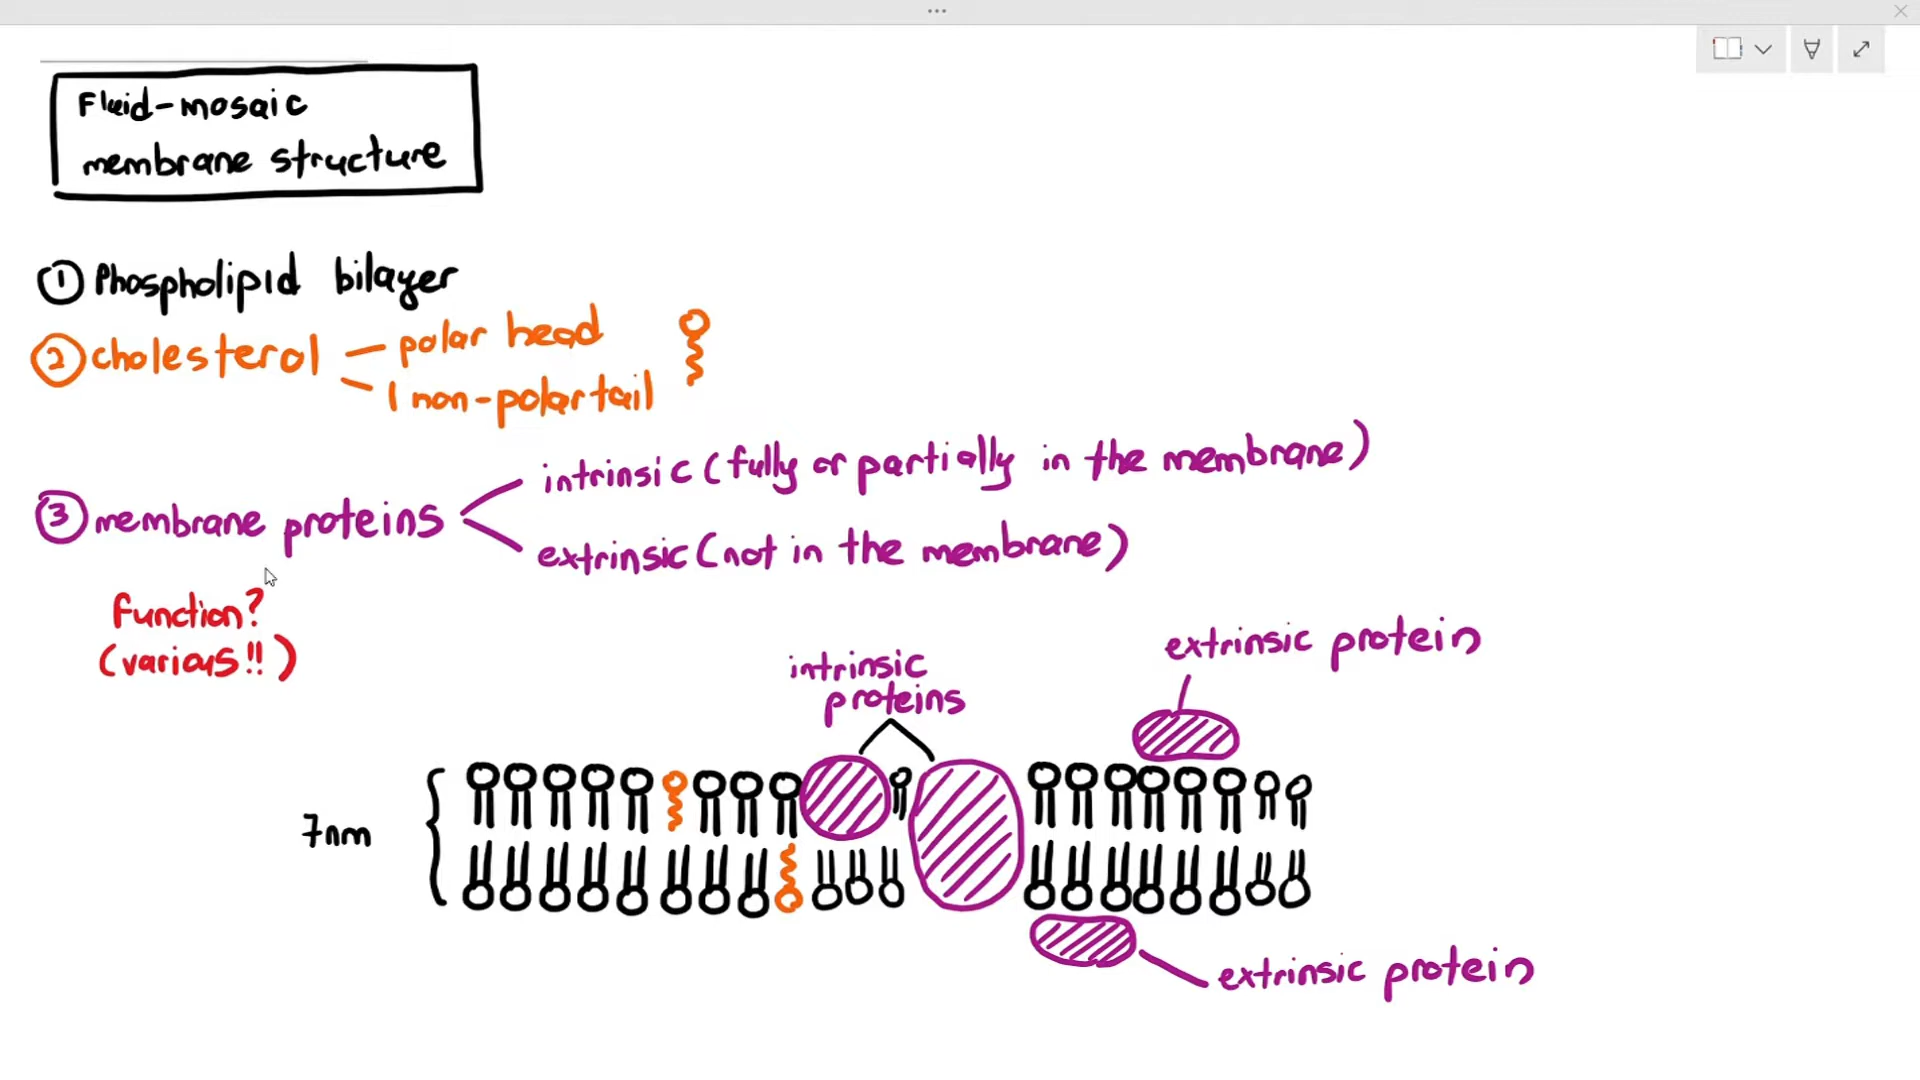 Fluid-mosaic
membrane structure
① Phospholipid bilayer
② cholesterol
polar head
1 non-polar tail
③ membrane proteins
intrinsic (fully or partially in the membrane)
extrinsic (not in the membrane)
function?
(various!!)
intrinsic
proteins
extrinsic protein
7nm
extrinsic protein